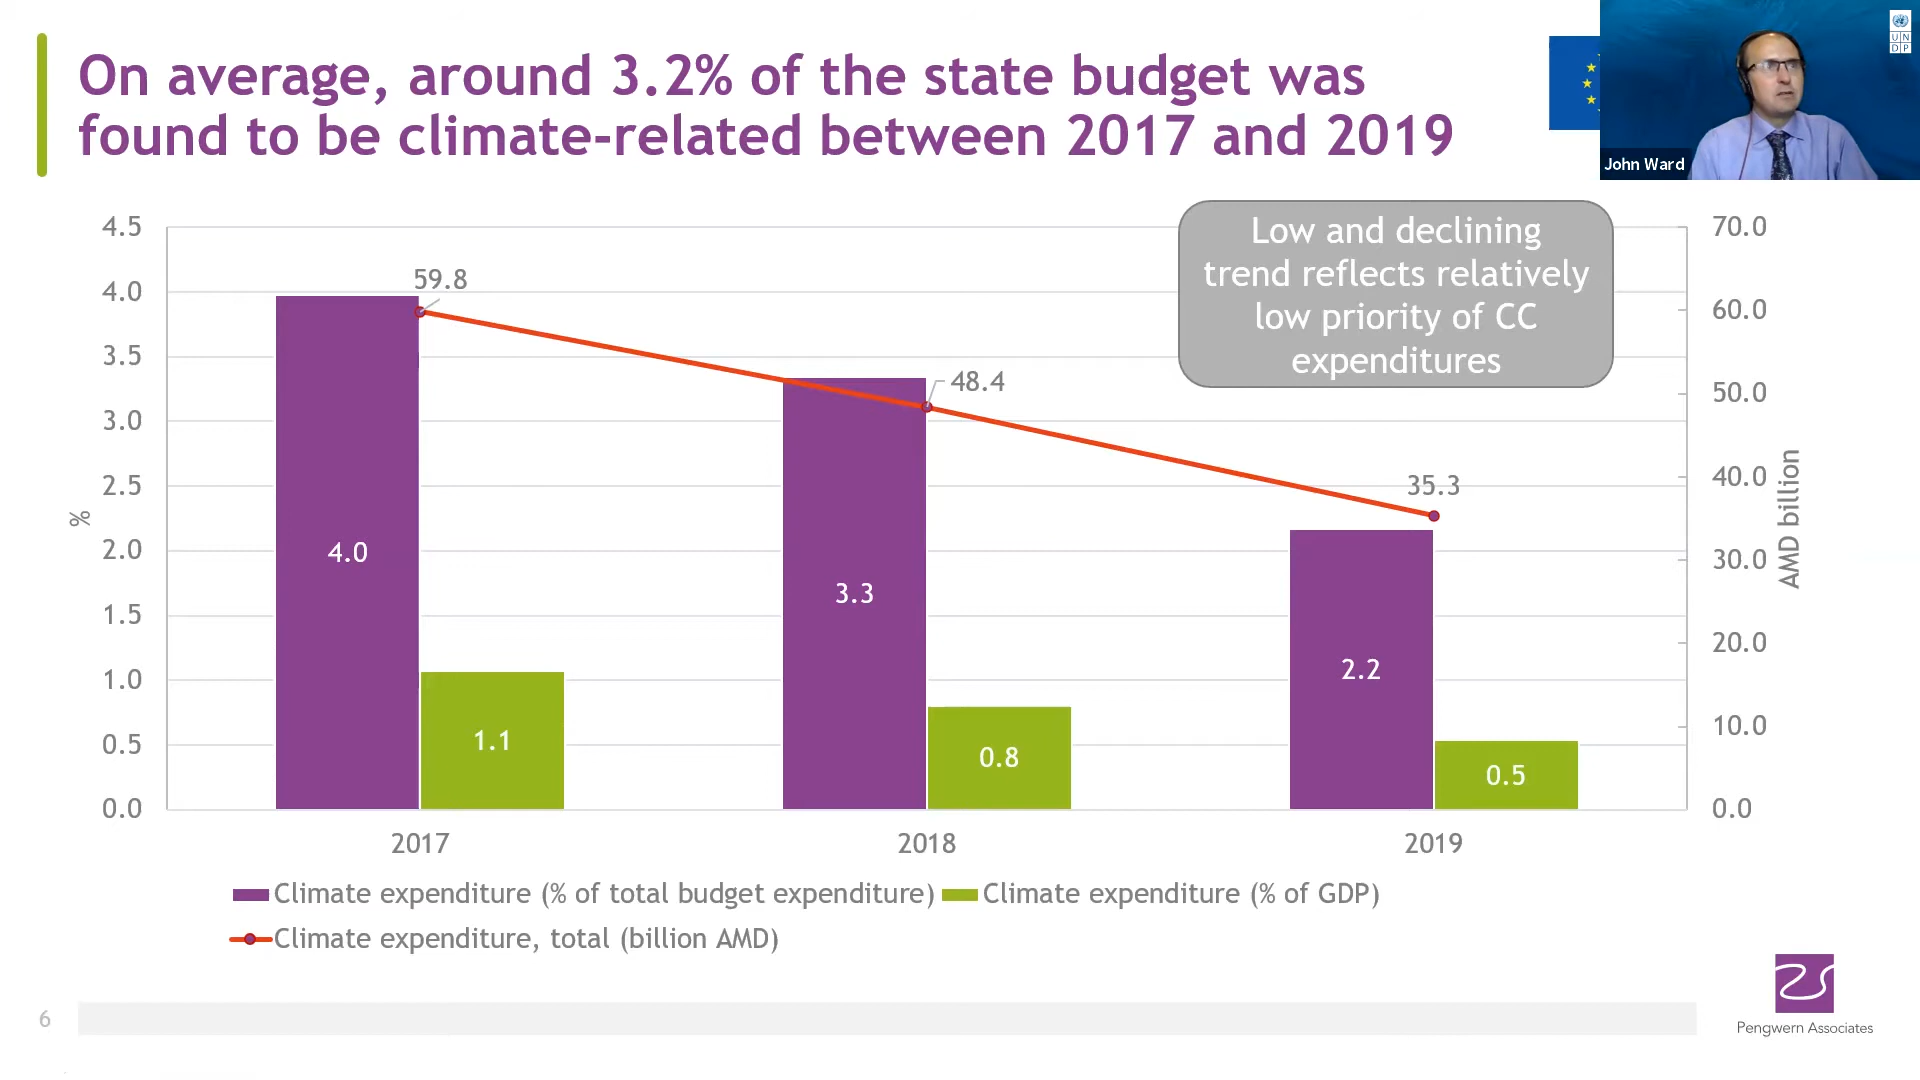 On average, around 3.2% of the state budget was
found to be climate-related between 2017 and 2019
John Ward
U N
D P
Low and declining
trend reflects relatively
low priority of CC
expenditures
4.5
4.0
3.5
3.0
2.5
2.0
1.5
1.0
0.5
0.0
%
70.0
60.0
50.0
40.0
30.0
20.0
10.0
0.0
AMD billion
59.8
48.4
35.3
4.0
1.1
3.3
0.8
2.2
0.5
2017
2018
2019
Climate expenditure (% of total budget expenditure)
Climate expenditure (% of GDP)
Climate expenditure, total (billion AMD)
6
Pengwern Associates